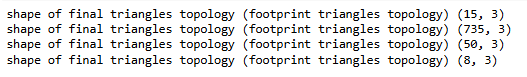 shape of final triangles topology (footprint triangles topology) (15, 3)
shape of final triangles topology (footprint triangles topology) (735, 3)
shape of final triangles topology (footprint triangles topology) (50, 3)
shape of final triangles topology (footprint triangles topology) (8, 3)